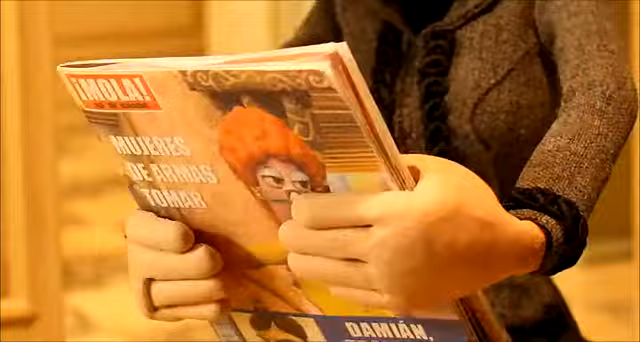 ¡MOLA!
MUJERES
DE ARMAS
TOMAR
DAMIÁN,